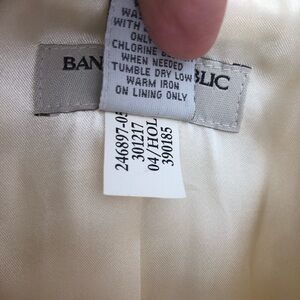 WA
WITH
ONLY
CHLORINE
WHEN NEEDED
TUMBLE DRY LOW
WARM IRON
ON LINING ONLY
BAN BLIC
246897-0
301217
04/HOL
390185